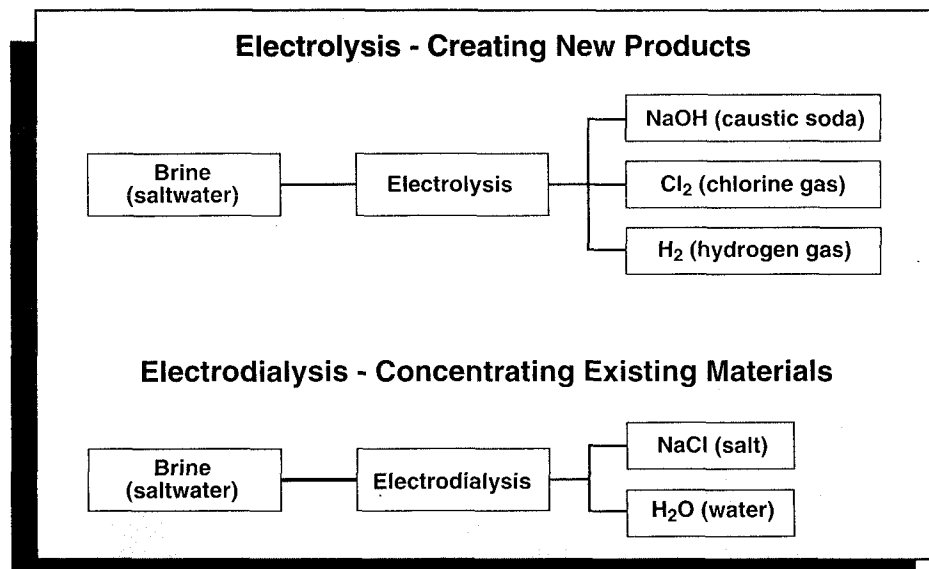 Electrolysis - Creating New Products
NaOH (caustic soda)
Brine
(saltwater)
Electrolysis
Cl₂ (chlorine gas)
H₂ (hydrogen gas)
Electrodialysis - Concentrating Existing Materials
NaCl (salt)
Brine
(saltwater)
Electrodialysis
H₂O (water)